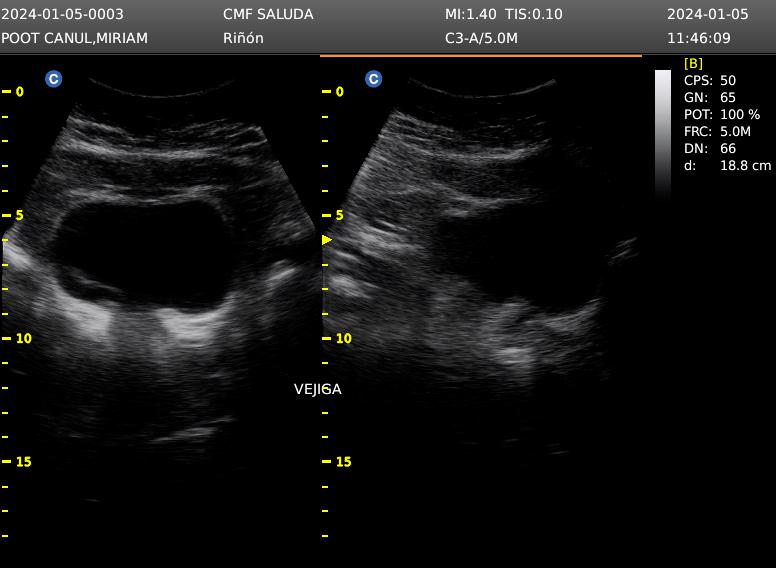 2024-01-05-0003 CMF SALUDA MI:1.40 TIS:0.10 2024-01-05
POOT CANUL,MIRIAM Riñón C3-A/5.0M 11:46:09
C C
[B]
CPS: 50
GN: 65
POT: 100 %
FRC: 5.0M
DN: 66
d: 18.8 cm
0 0
5 5
10 10
VEJIGA
15 15